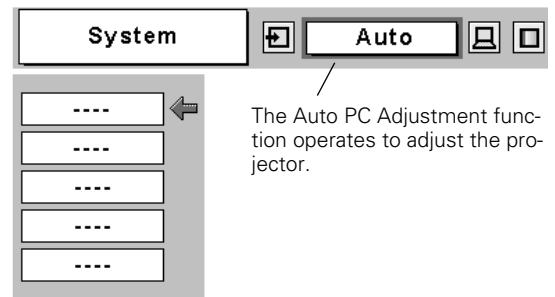 System
Auto
----
----
----
----
----
The Auto PC Adjustment func-
tion operates to adjust the pro-
jector.